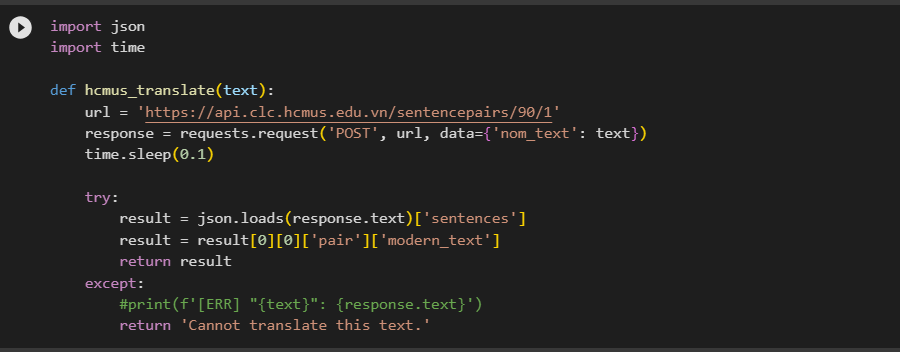 import json
import time
def hcmus_translate(text):
    url = 'https://api.clc.hcmus.edu.vn/sentencepairs/90/1'
    response = requests.request('POST', url, data={'nom_text': text})
    time.sleep(0.1)
    try:
        result = json.loads(response.text)['sentences']
        result = result[0][0]['pair']['modern_text']
        return result
    except:
        #print(f'[ERR] "{text}": {response.text}')
        return 'Cannot translate this text.'